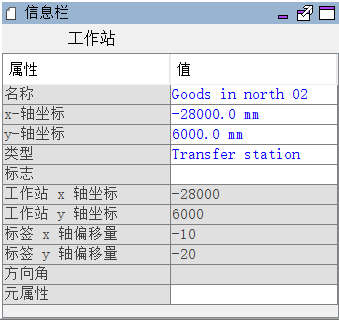 信息栏
工作站
属性 值
名称 Goods in north 02
x-轴坐标 -28000.0 mm
y-轴坐标 6000.0 mm
类型 Transfer station
标志
工作站 x 轴坐标 -28000
工作站 y 轴坐标 6000
标签 x 轴偏移量 -10
标签 y 轴偏移量 -20
方向角
元属性